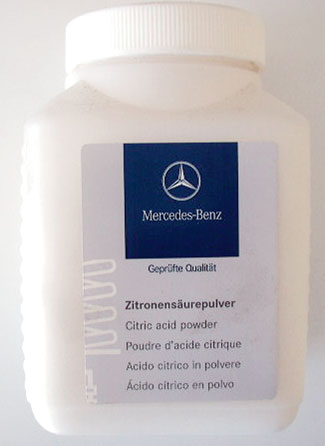 Mercedes-Benz
Geprüfte Qualität
Zitronensäurepulver
Citric acid powder
Poudre d'acide citrique
Acido citrico in polvere
Ácido cítrico en polvo